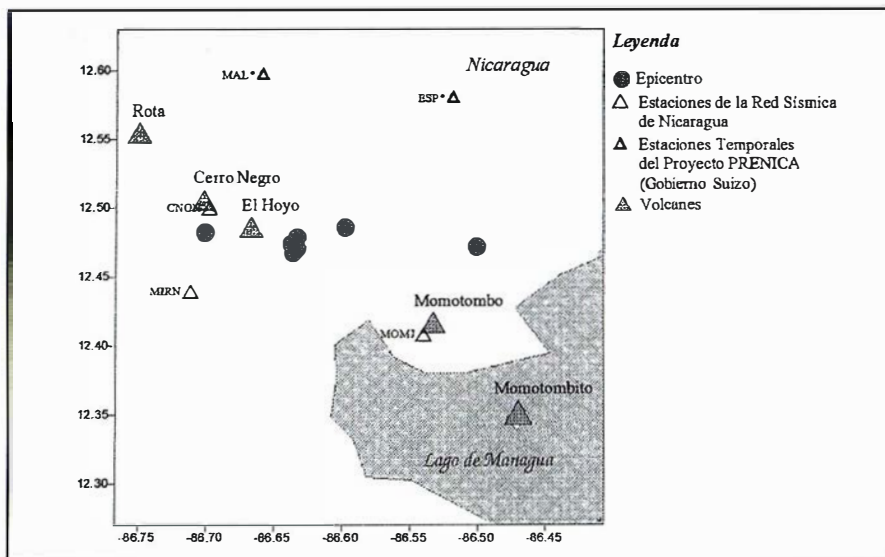 Nicaragua
Leyenda
12.60
MAL*
ESP*
Epicentro
Estaciones de la Red Sísmica
de Nicaragua
Rota
12.55
Estaciones Temporales
del Proyecto PRENICA
(Gobierno Suizo)
Volcanes
Cerro Negro
12.50
El Hoyo
12.45
MIRN
Momotombo
12.40
Momotombito
12.35
Lago de Managua
12.30
-86.75
-86.70
-86.65
-86.60
-86.55
-86.50
-86.45